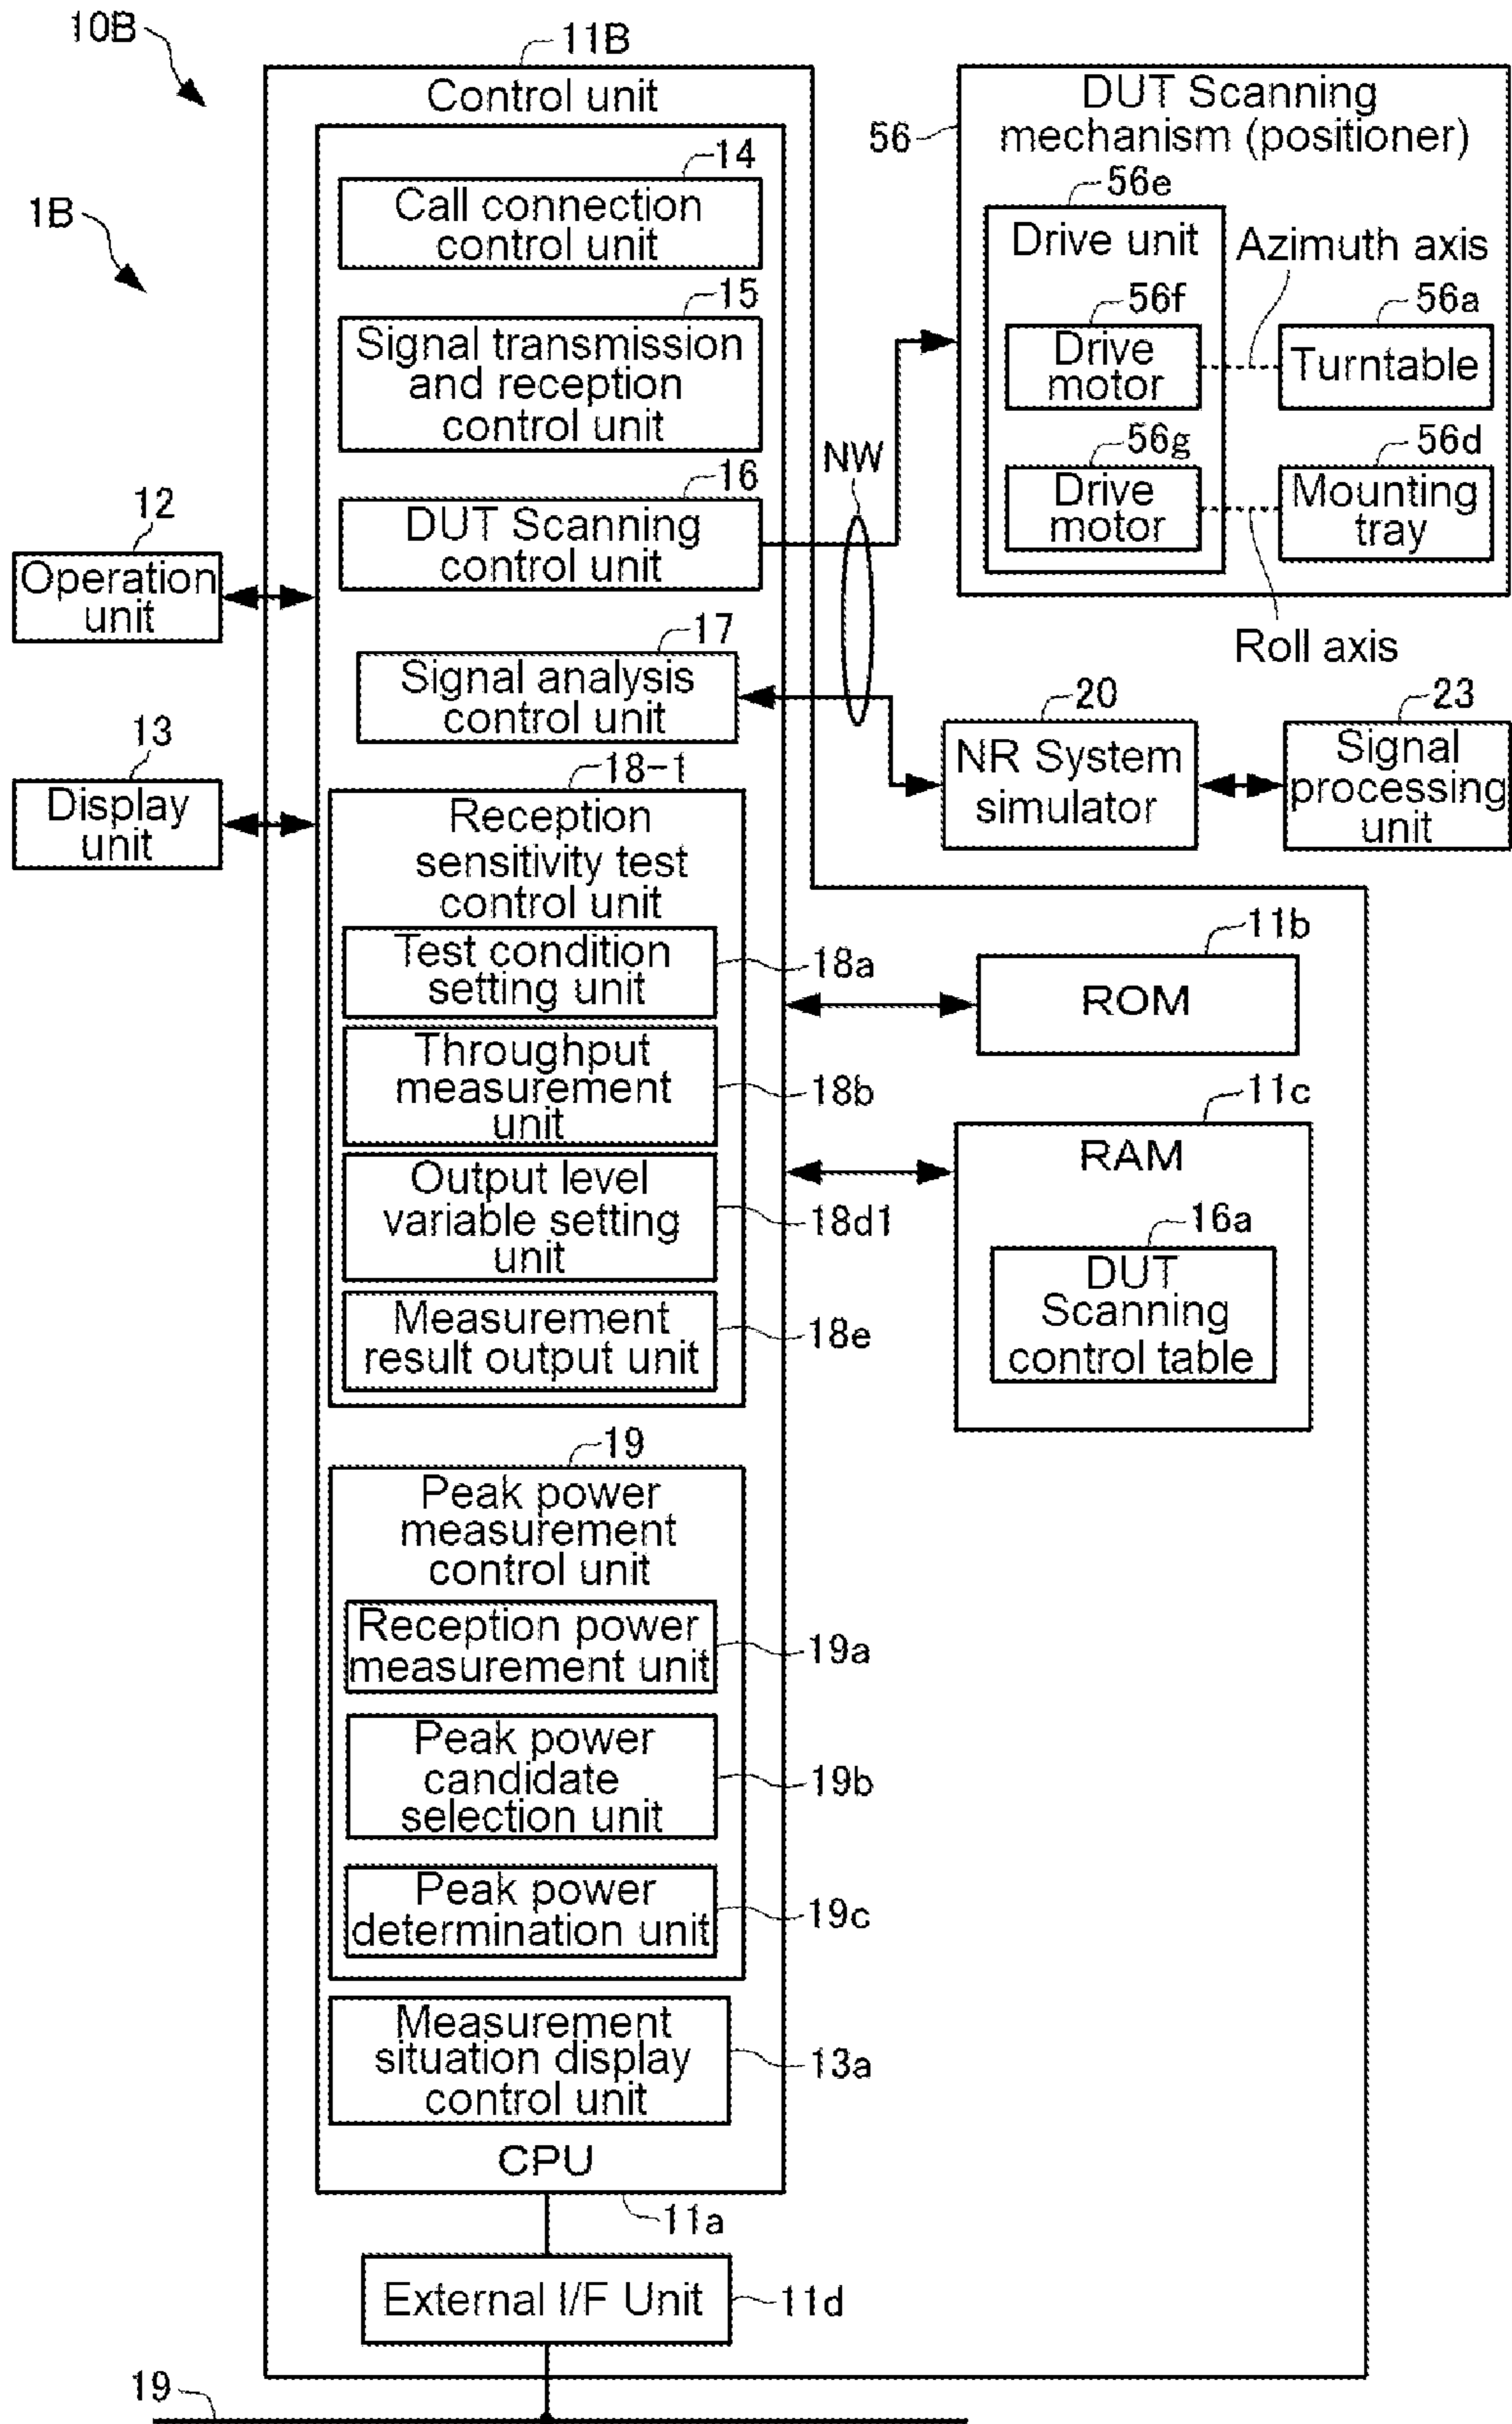 10B
11B
1B
Control unit
14
Call connection
control unit
15
Signal transmission
and reception
control unit
16
DUT Scanning
control unit
12
Operation
unit
17
Signal analysis
control unit
13
Display
unit
18-1
Reception
sensitivity test
control unit
Test condition
setting unit
18a
Throughput
measurement
unit
18b
Output level
variable setting
unit
18d1
Measurement
result output unit
18e
19
Peak power
measurement
control unit
Reception power
measurement unit
19a
Peak power
candidate
selection unit
19b
Peak power
determination unit
19c
Measurement
situation display
control unit
13a
CPU
11a
External I/F Unit
11d
19
NW
56
DUT Scanning
mechanism (positioner)
56e
Drive unit
Azimuth axis
56f
Drive
motor
56a
Turntable
56g
Drive
motor
56d
Mounting
tray
Roll axis
20
NR System
simulator
23
Signal
processing
unit
11b
ROM
11c
RAM
16a
DUT
Scanning
control table